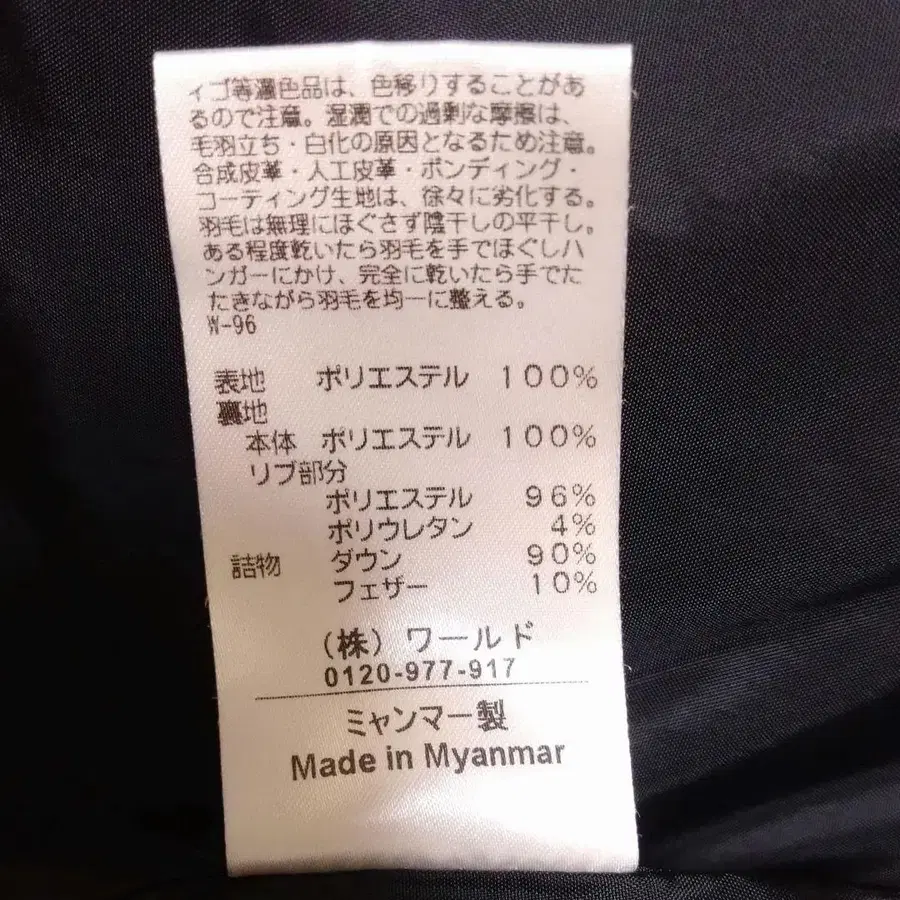 ィゴ等濃色品は、色移りすることがあ
るので注意。湿潤での過剰な摩擦は、
毛羽立ち・白化の原因となるため注意。
合成皮革・人工皮革・ボンディング・
コーティング生地は、徐々に劣化する。
羽毛は無理にほぐさず陰干しの平干し。
ある程度乾いたら羽毛を手でほぐしハ
ンガーにかけ、完全に乾いたら手でた
たきながら羽毛を均一に整える。
W-96
表地 ポリエステル 100%
裏地
本体 ポリエステル 100%
リブ部分
ポリエステル 96%
ポリウレタン 4%
詰物 ダウン 90%
フェザー 10%
(株) ワールド
0120-977-917
ミャンマー製
Made in Myanmar